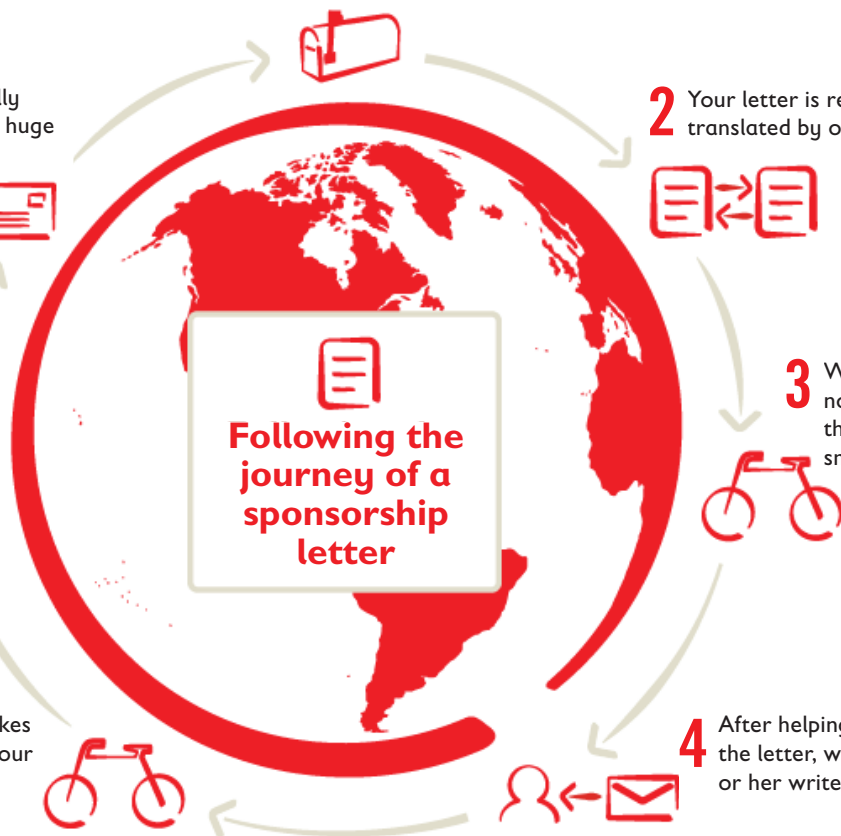 lly
huge
2 Your letter is re
translated by o
3 W
no
th
sn
Following the
journey of a
sponsorship
letter
4 After helping
the letter, w
or her write
kes
our